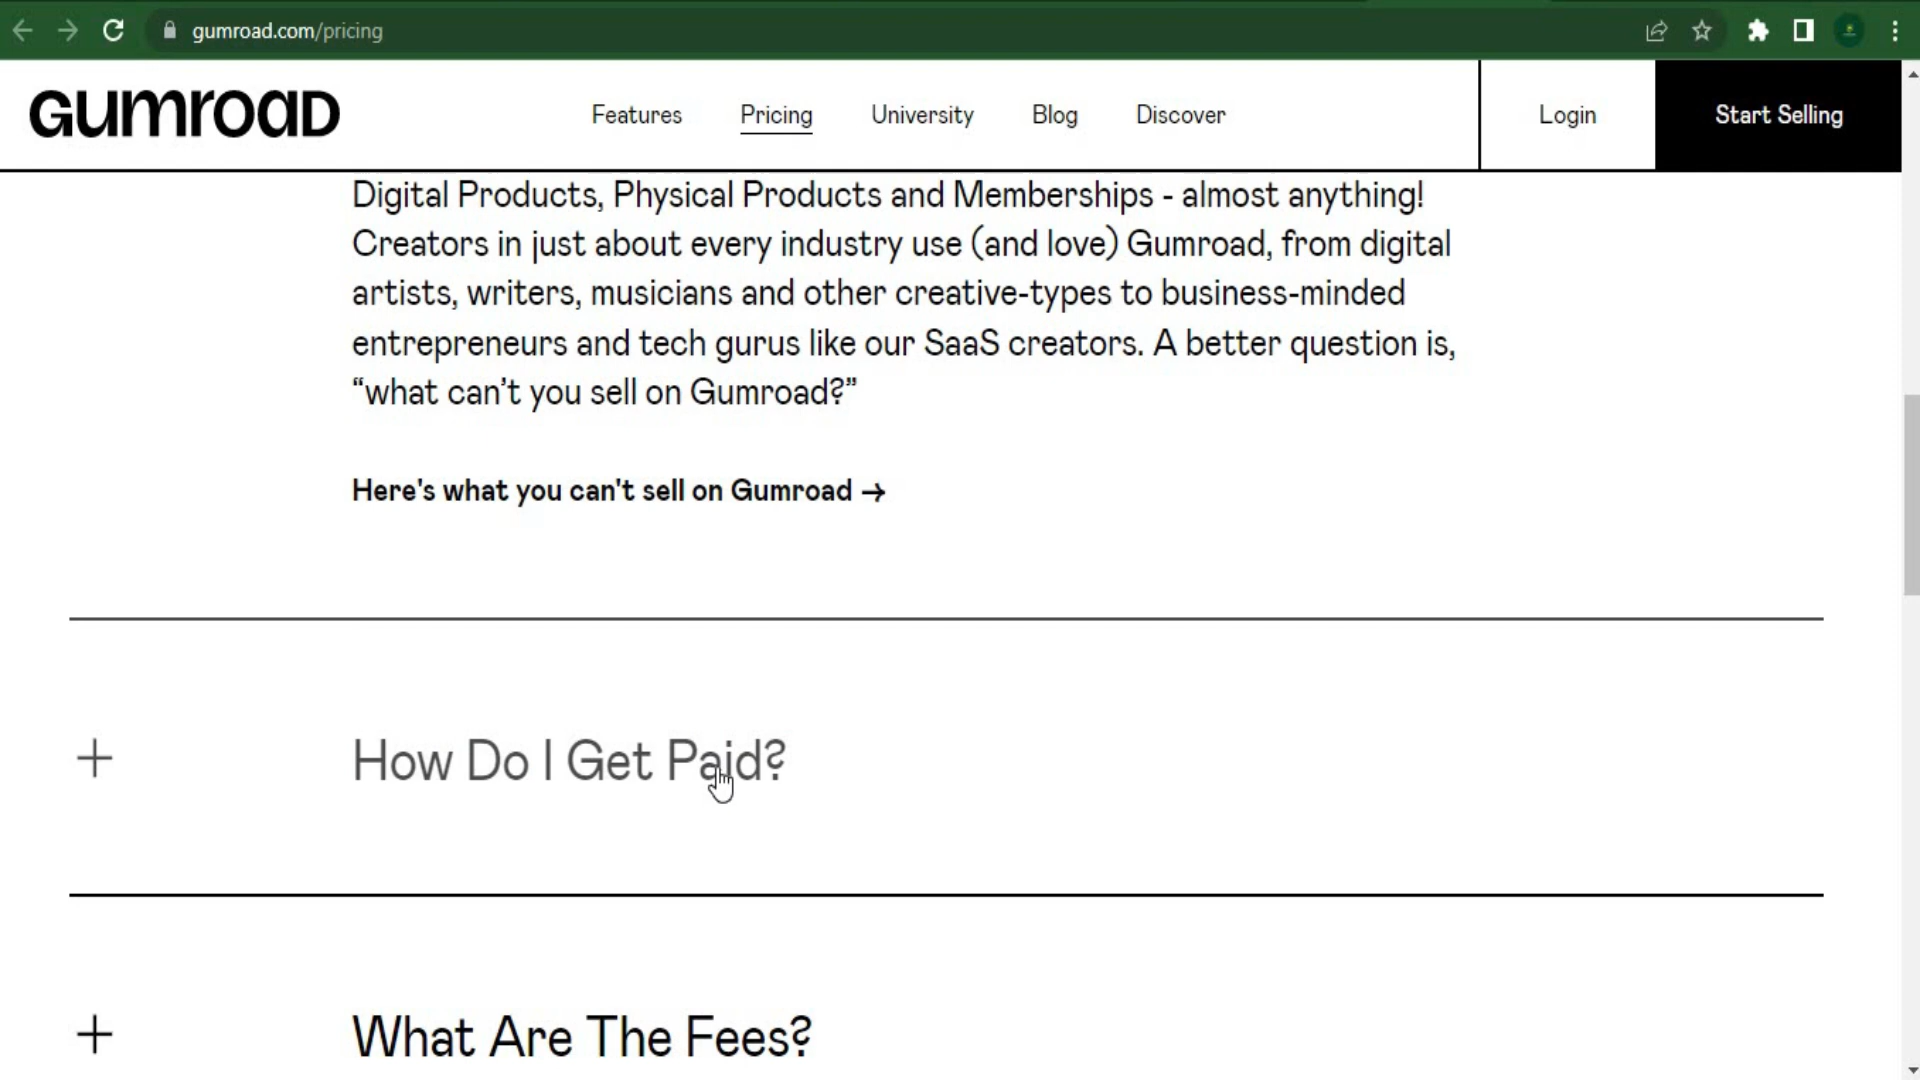 gumroad.com/pricing
GUMROAD
Features
Pricing
University
Blog
Discover
Login
Start Selling
Digital Products, Physical Products and Memberships - almost anything!
Creators in just about every industry use (and love) Gumroad, from digital
artists, writers, musicians and other creative-types to business-minded
entrepreneurs and tech gurus like our SaaS creators. A better question is,
“what can’t you sell on Gumroad?”
Here's what you can't sell on Gumroad →
How Do I Get Paid?
What Are The Fees?